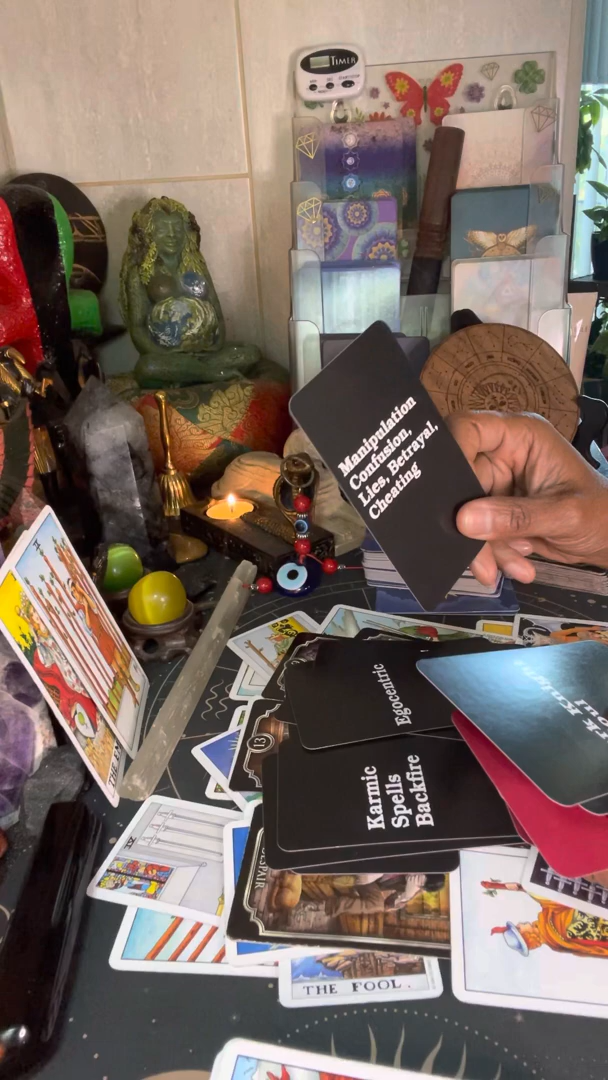 TIMER
Manipulation
Confusion,
Lies, Betrayal,
Cheating
Egocentric
Karmic
Spells
Backfire
13
THE FOOL.